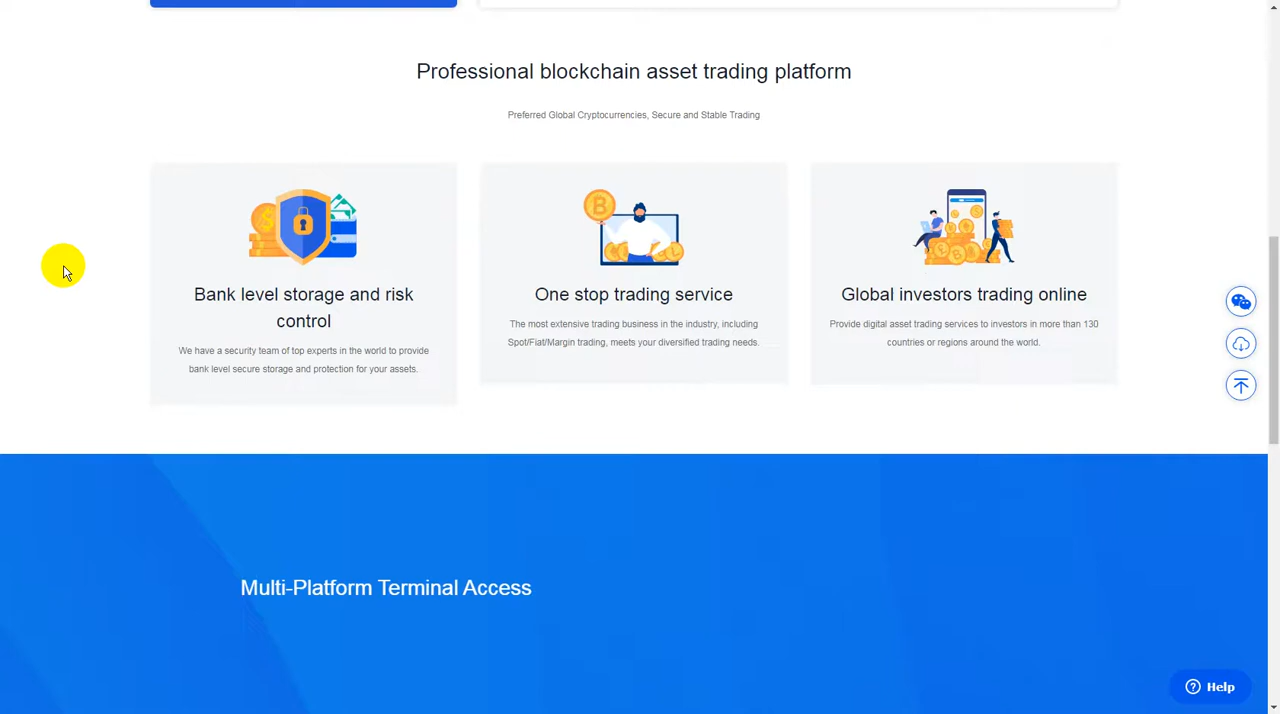 Professional blockchain asset trading platform
Preferred Global Cryptocurrencies, Secure and Stable Trading
Bank level storage and risk
control
We have a security team of top experts in the world to provide
bank level secure storage and protection for your assets.
One stop trading service
The most extensive trading business in the industry, including
Spot/Fiat/Margin trading, meets your diversified trading needs.
Global investors trading online
Provide digital asset trading services to investors in more than 130
countries or regions around the world.
Multi-Platform Terminal Access
Help